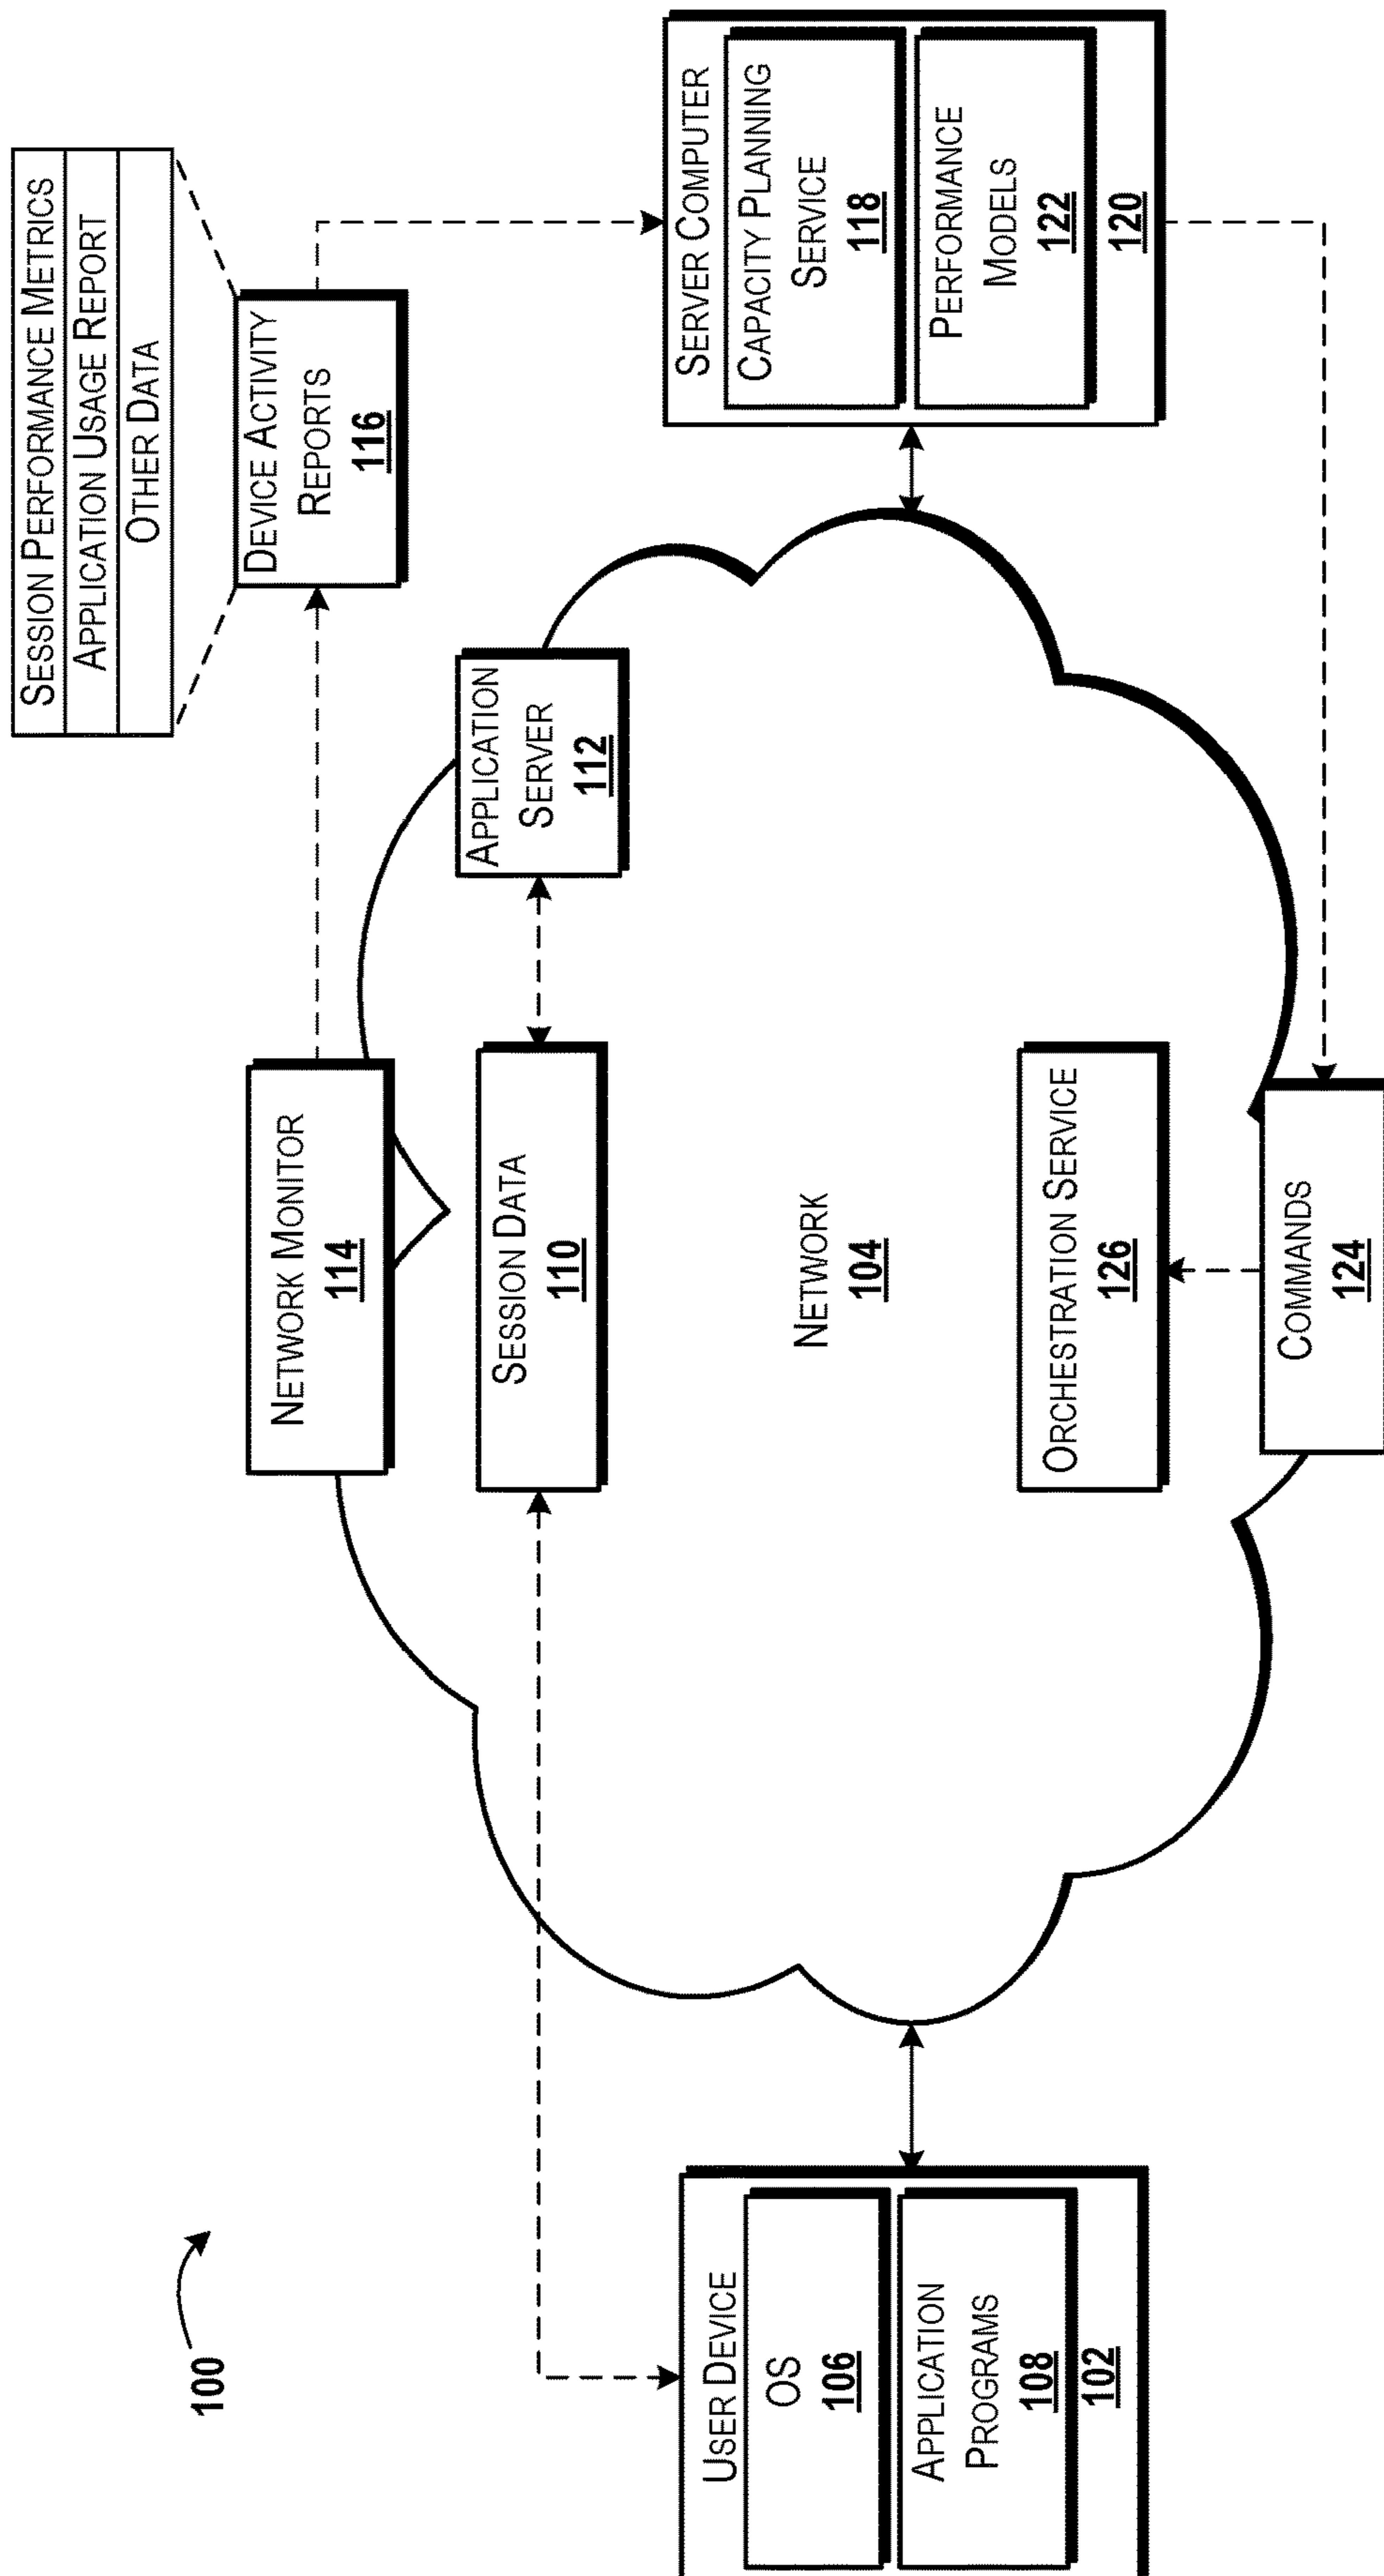 100
SESSION PERFORMANCE METRICS
APPLICATION USAGE REPORT
OTHER DATA
NETWORK MONITOR
114
DEVICE ACTIVITY
REPORTS
116
SESSION DATA
110
APPLICATION
SERVER
112
USER DEVICE
OS
106
APPLICATION
PROGRAMS
108
102
NETWORK
104
SERVER COMPUTER
CAPACITY PLANNING
SERVICE
118
PERFORMANCE
MODELS
122
120
ORCHESTRATION SERVICE
126
COMMANDS
124